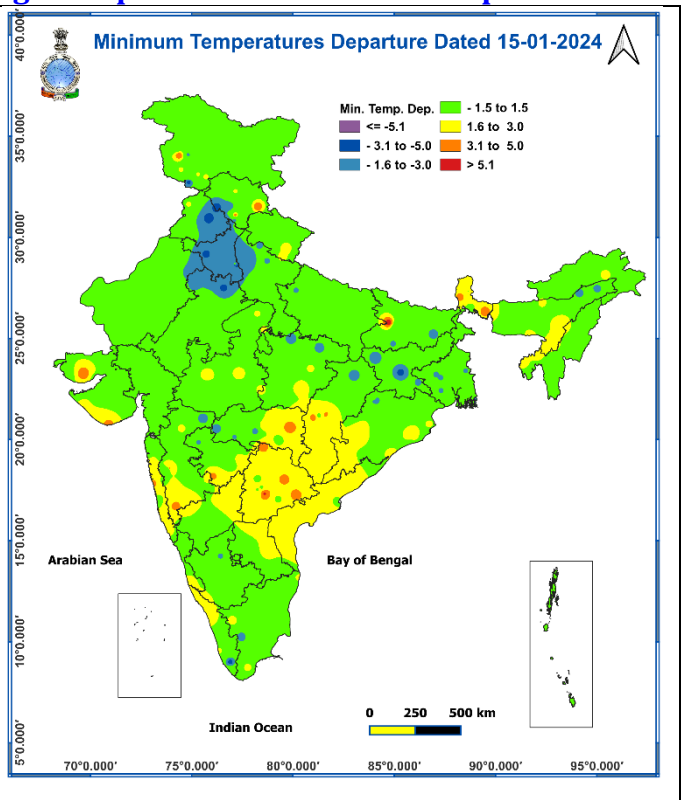 Minimum Temperatures Departure Dated 15-01-2024
Min. Temp. Dep.
<= -5.1
- 3.1 to -5.0
- 1.6 to -3.0
- 1.5 to 1.5
1.6 to 3.0
3.1 to 5.0
> 5.1
40°0.000'
35°0.000'
30°0.000'
25°0.000'
20°0.000'
15°0.000'
10°0.000'
5°0.000'
Arabian Sea
Bay of Bengal
Indian Ocean
0 250 500 km
70°0.000' 75°0.000' 80°0.000' 85°0.000' 90°0.000' 95°0.000'